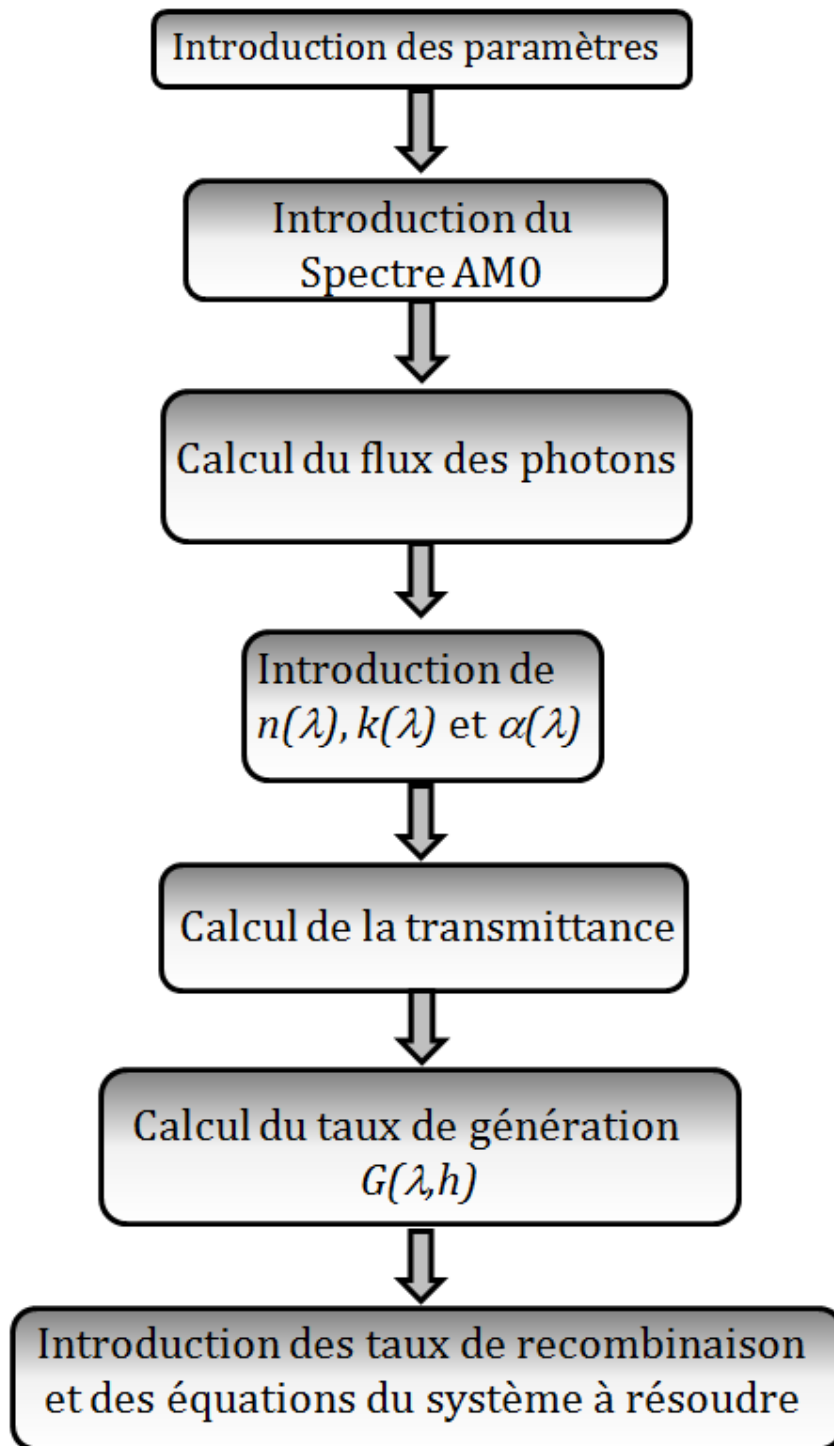 Introduction des paramètres
Introduction du
Spectre AM0
Calcul du flux des photons
Introduction de
n(λ), k(λ) et α(λ)
Calcul de la transmittance
Calcul du taux de génération
G(λ,h)
Introduction des taux de recombinaison
et des équations du système à résoudre